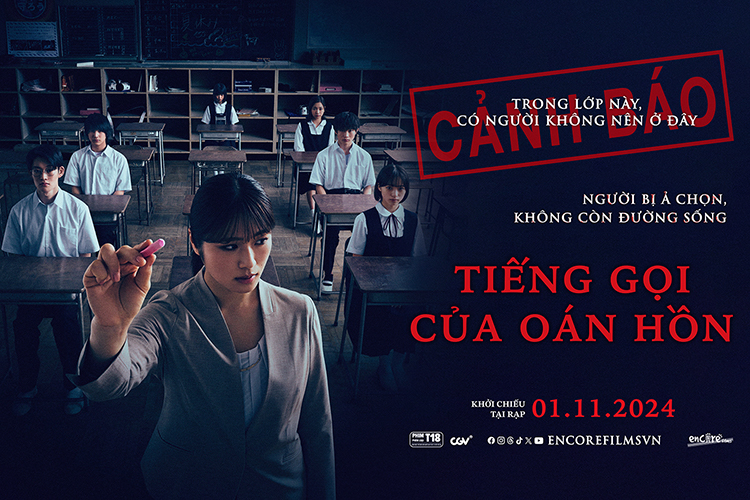 CẢNH BÁO
TRONG LỚP NÀY,
CÓ NGƯỜI KHÔNG NÊN Ở ĐÂY
NGƯỜI BỊ Ả CHỌN,
KHÔNG CÒN ĐƯỜNG SỐNG
TIẾNG GỌI
CỦA OÁN HỒN
KHỞI CHIẾU
TẠI RẠP 01.11.2024
PHIM T18
CGV
ENCOREFILMSVN
encore